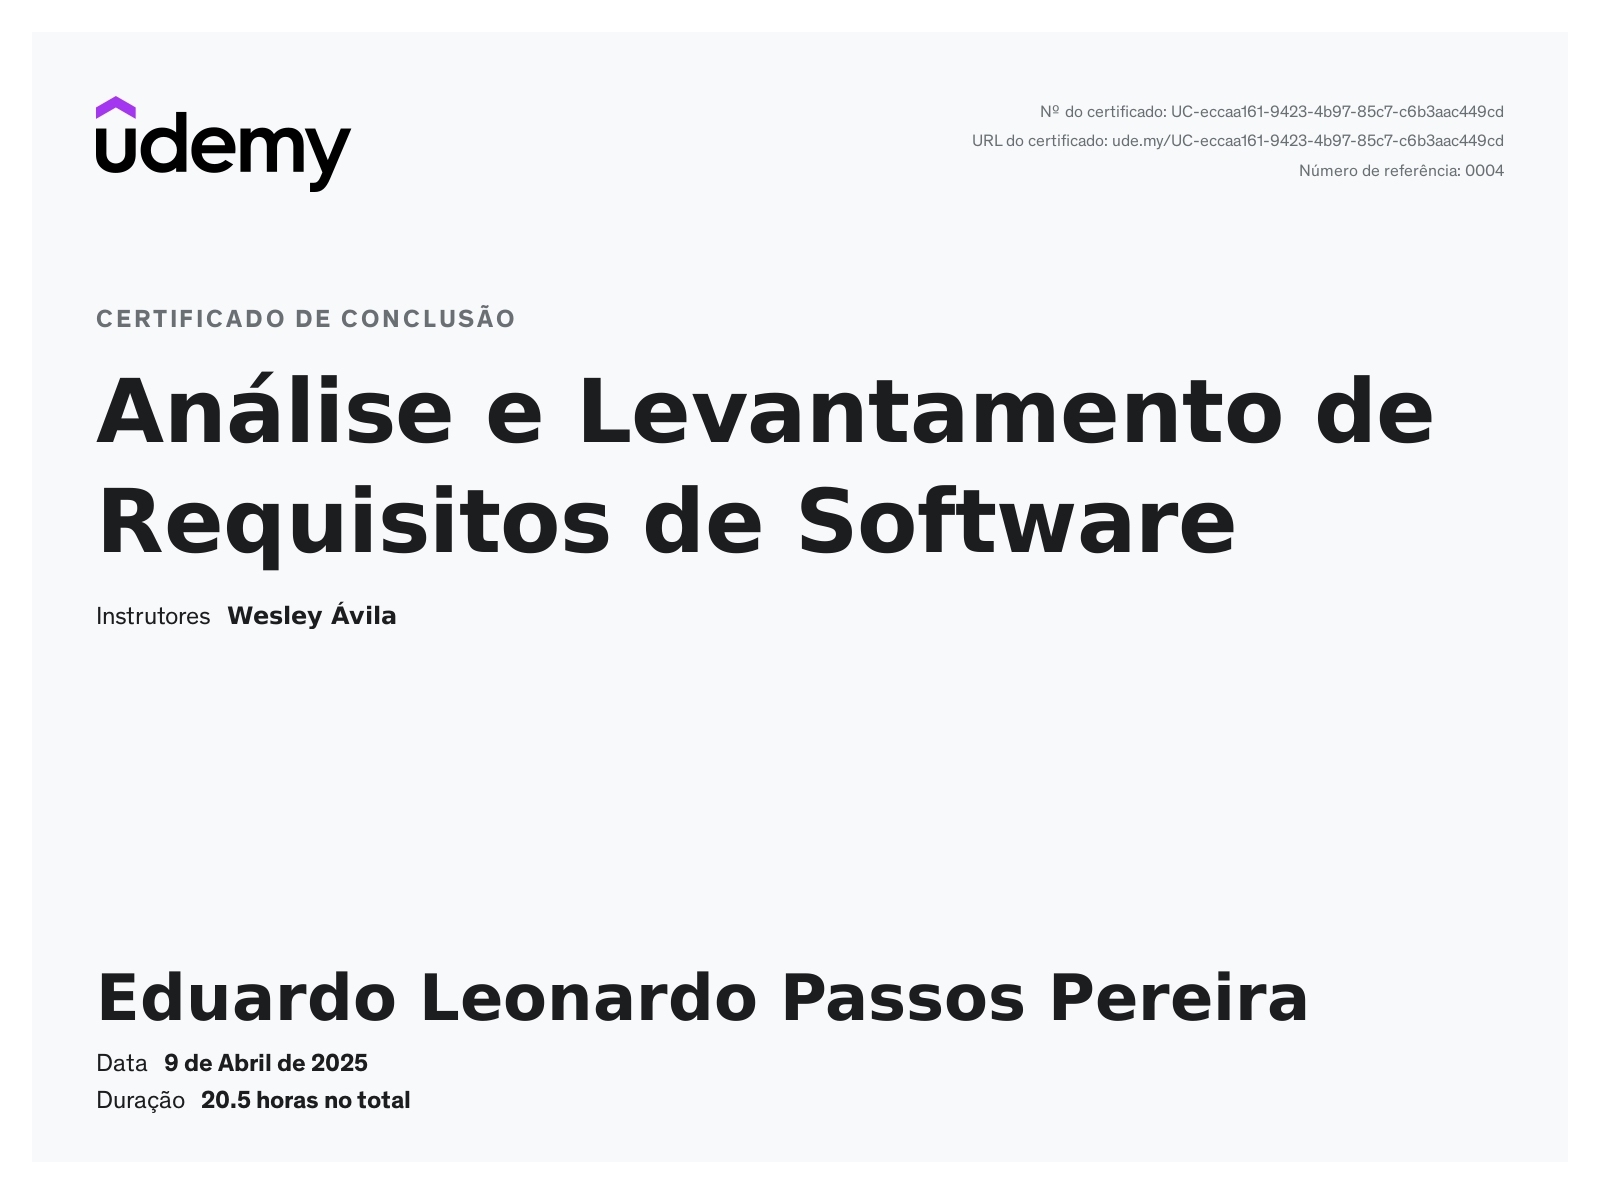 udemy
Nº do certificado: UC-eccaa161-9423-4b97-85c7-c6b3aac449cd
URL do certificado: ude.my/UC-eccaa161-9423-4b97-85c7-c6b3aac449cd
Número de referência: 0004
CERTIFICADO DE CONCLUSÃO
Análise e Levantamento de
Requisitos de Software
Instrutores Wesley Ávila
Eduardo Leonardo Passos Pereira
Data 9 de Abril de 2025
Duração 20.5 horas no total